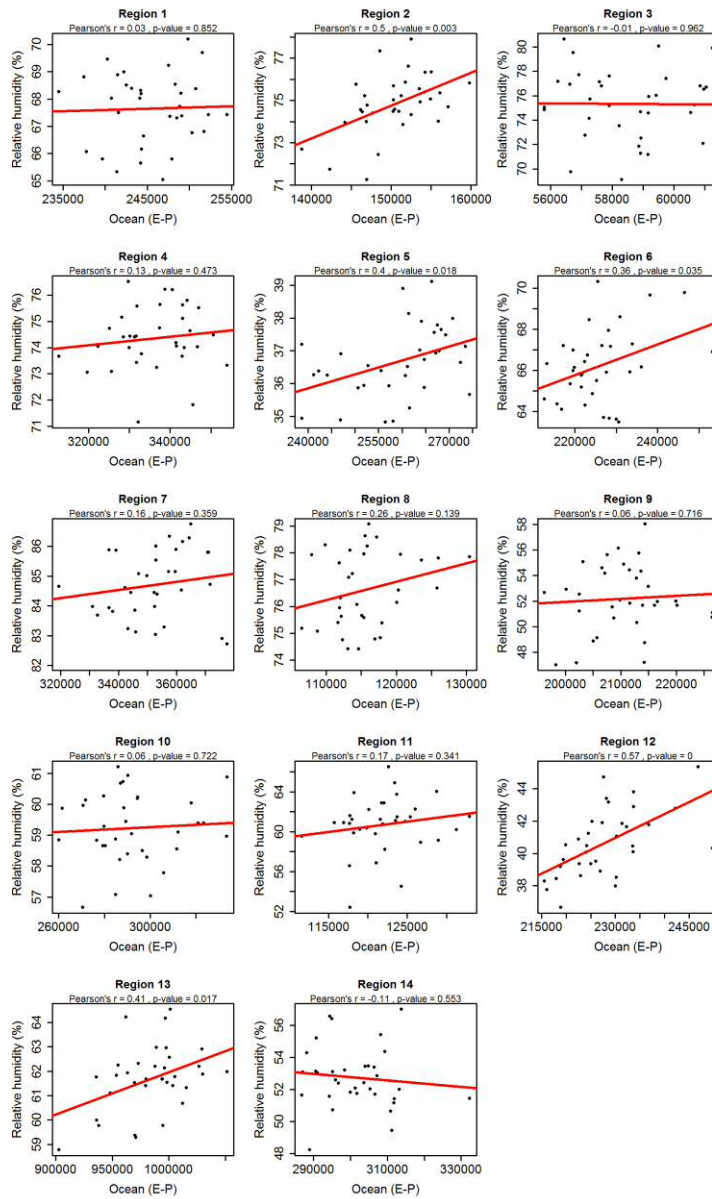 Region 1
Pearson's r = 0.03 , p-value = 0.852
Relative humidity (%)
65 66 67 68 69 70
235000 245000 255000
Ocean (E-P)
Region 2
Pearson's r = 0.5 , p-value = 0.003
Relative humidity (%)
71 73 75 77
140000 150000 160000
Ocean (E-P)
Region 3
Pearson's r = -0.01 , p-value = 0.962
Relative humidity (%)
70 72 74 76 78 80
56000 58000 60000
Ocean (E-P)
Region 4
Pearson's r = 0.13 , p-value = 0.473
Relative humidity (%)
71 72 73 74 75 76
320000 340000
Ocean (E-P)
Region 5
Pearson's r = 0.4 , p-value = 0.018
Relative humidity (%)
35 36 37 38 39
240000 255000 270000
Ocean (E-P)
Region 6
Pearson's r = 0.36 , p-value = 0.035
Relative humidity (%)
64 66 68 70
220000 240000
Ocean (E-P)
Region 7
Pearson's r = 0.16 , p-value = 0.359
Relative humidity (%)
82 83 84 85 86
320000 340000 360000
Ocean (E-P)
Region 8
Pearson's r = 0.26 , p-value = 0.139
Relative humidity (%)
74 75 76 77 78 79
110000 120000 130000
Ocean (E-P)
Region 9
Pearson's r = 0.06 , p-value = 0.716
Relative humidity (%)
48 50 52 54 56 58
200000 210000 220000
Ocean (E-P)
Region 10
Pearson's r = 0.06 , p-value = 0.722
Relative humidity (%)
57 58 59 60 61
260000 280000 300000
Ocean (E-P)
Region 11
Pearson's r = 0.17 , p-value = 0.341
Relative humidity (%)
52 56 60 64
115000 125000
Ocean (E-P)
Region 12
Pearson's r = 0.57 , p-value = 0
Relative humidity (%)
38 40 42 44
215000 230000 245000
Ocean (E-P)
Region 13
Pearson's r = 0.41 , p-value = 0.017
Relative humidity (%)
59 60 61 62 63 64
900000 950000 1000000
Ocean (E-P)
Region 14
Pearson's r = -0.11 , p-value = 0.553
Relative humidity (%)
48 50 52 54 56
290000 310000 330000
Ocean (E-P)